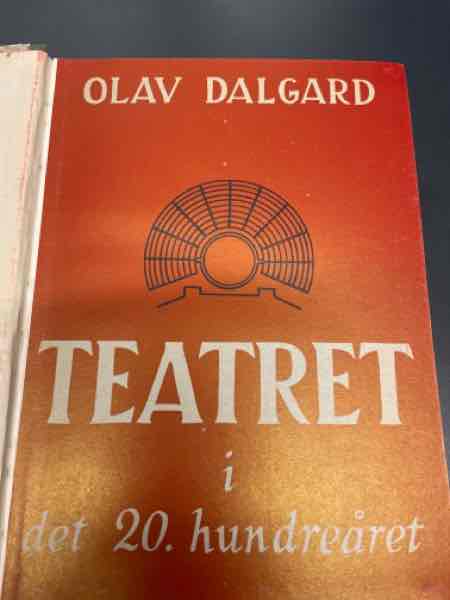 OLAV DALGARD
TEATRET
i
det 20. hundreåret